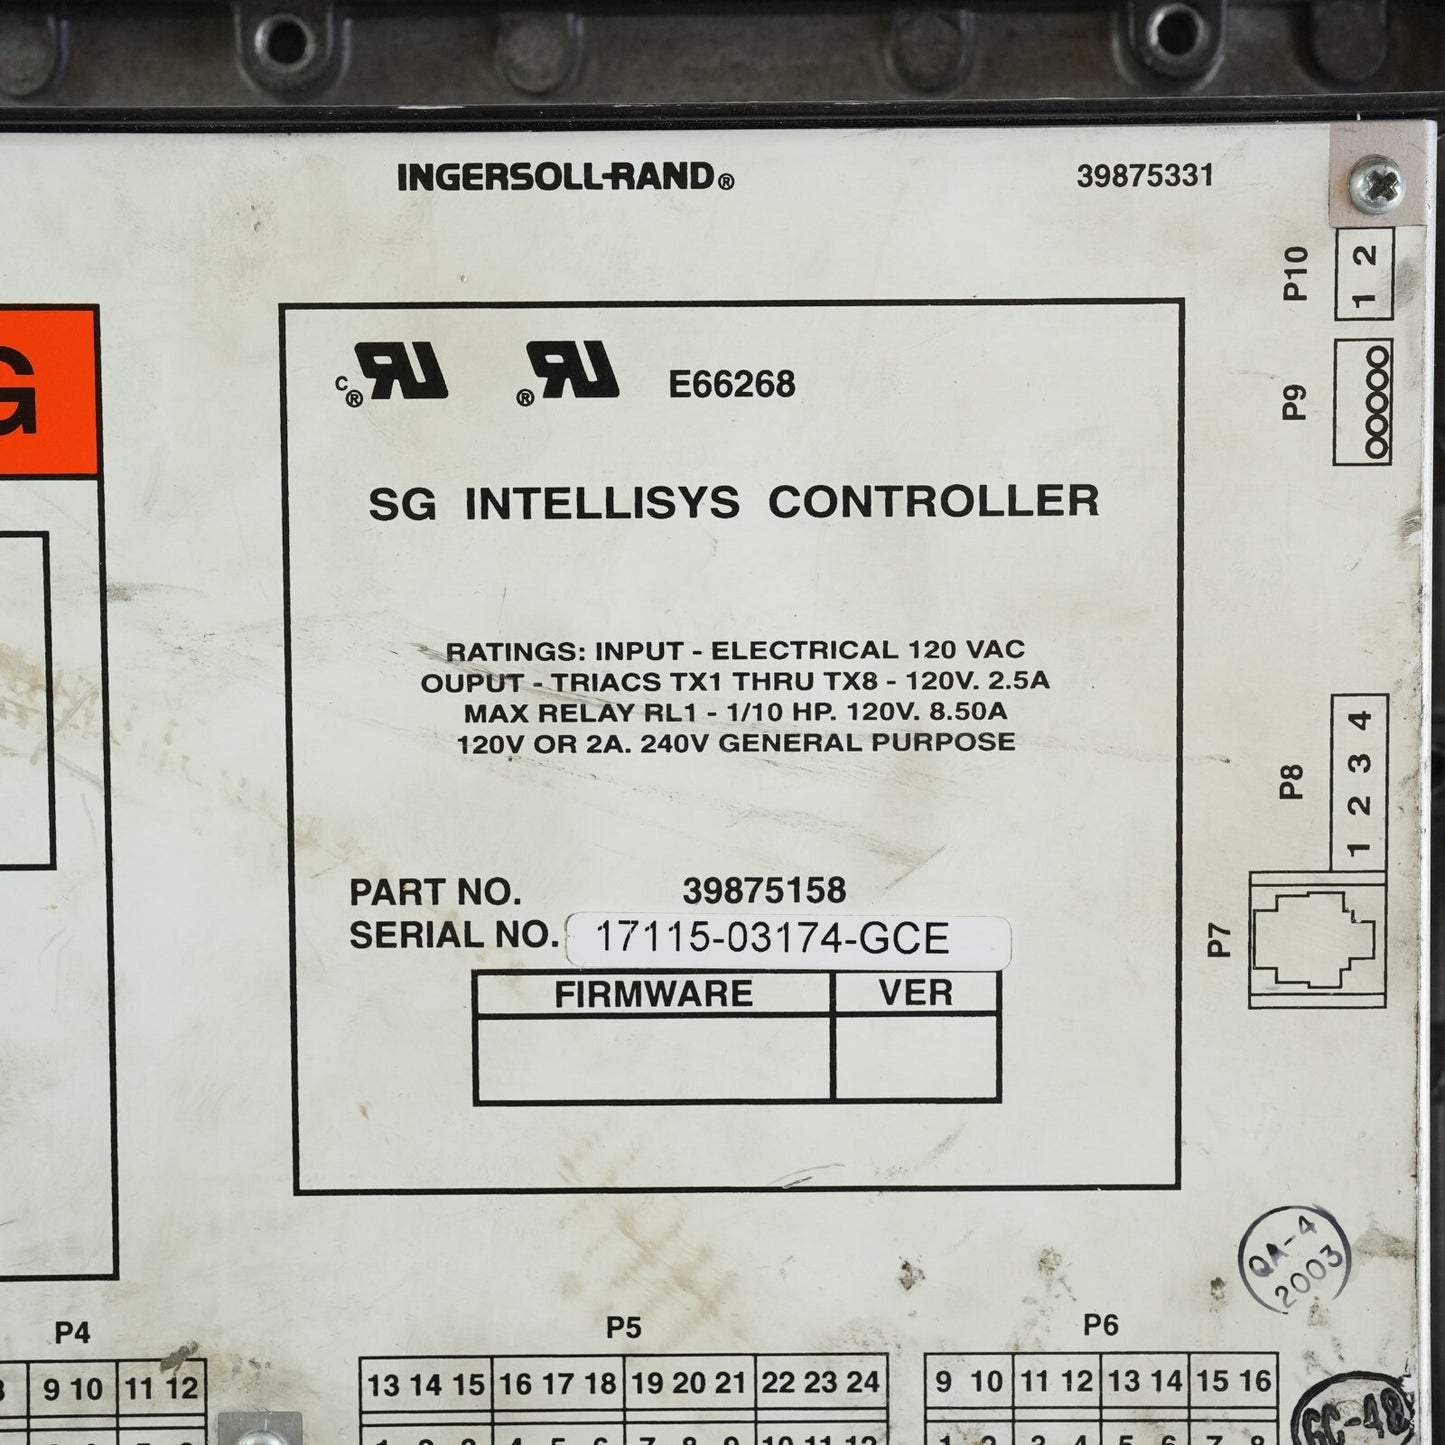 INGERSOLL-RAND®
39875331
P10
1 2
P9
G
c ® RU ® RU E66268
SG INTELLISYS CONTROLLER
RATINGS: INPUT - ELECTRICAL 120 VAC
OUPUT - TRIACS TX1 THRU TX8 - 120V. 2.5A
MAX RELAY RL1 - 1/10 HP. 120V. 8.50A
120V OR 2A. 240V GENERAL PURPOSE
P8
1 2 3 4
PART NO. 39875158
SERIAL NO. 17115-03174-GCE
P7
FIRMWARE VER
QA-4
2003
P4
P5
P6
9 10 11 12
13 14 15 16 17 18 19 20 21 22 23 24
9 10 11 12 13 14 15 16
GC-48